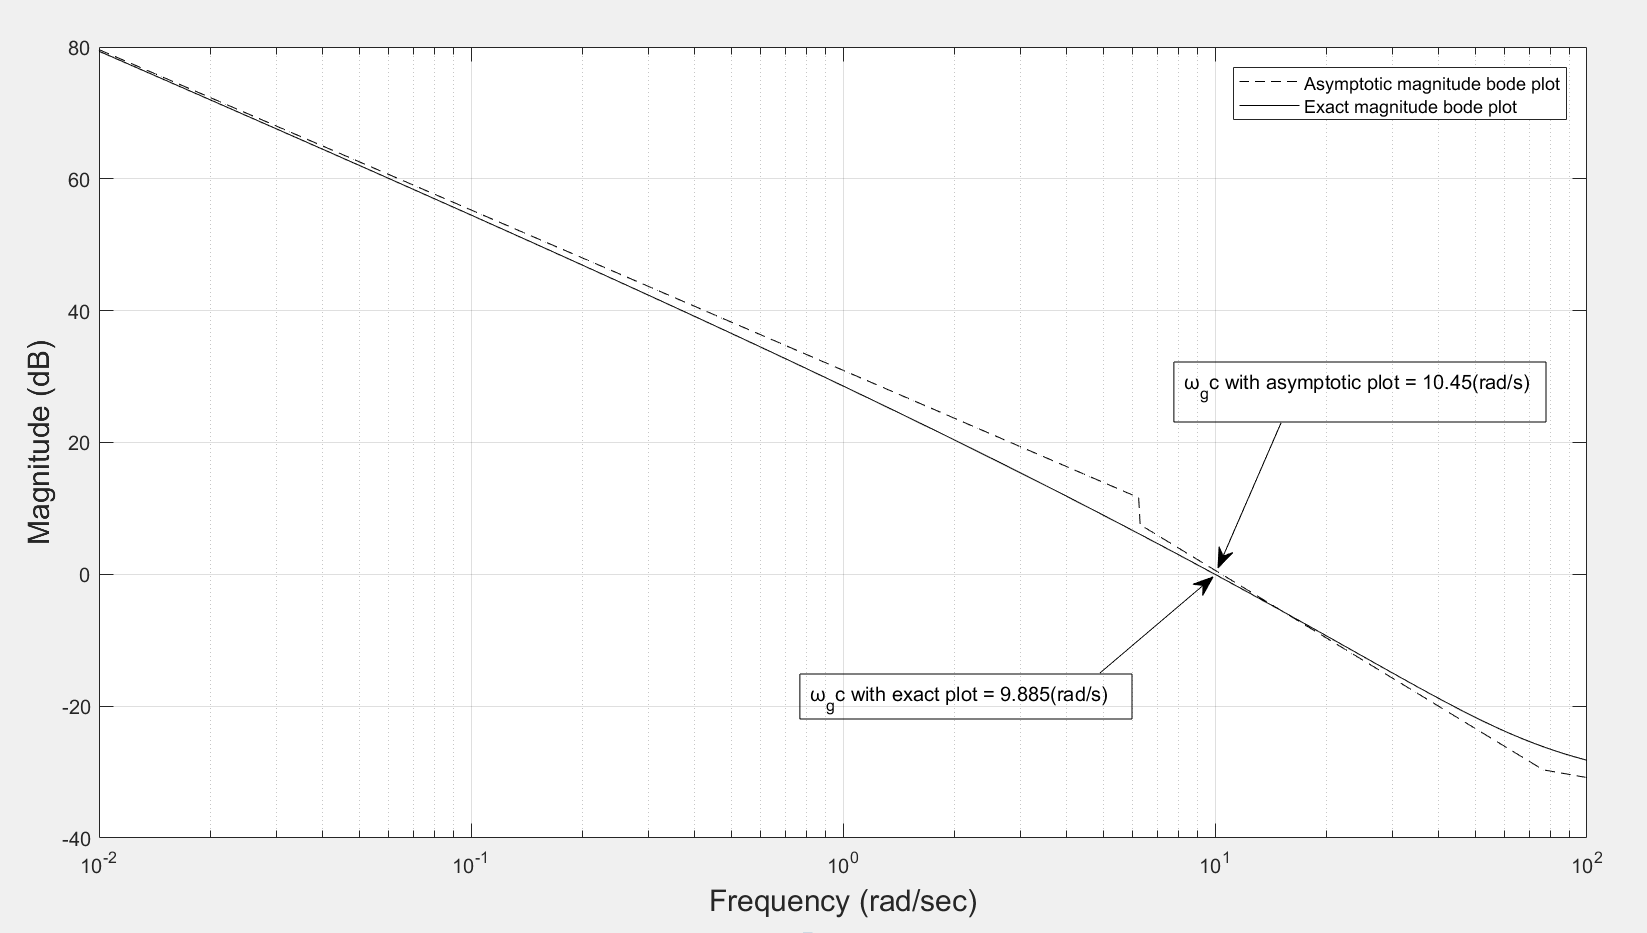 80
60
40
20
0
-20
-40
10-2
10-1
100
101
102
Magnitude (dB)
Frequency (rad/sec)
Asymptotic magnitude bode plot
Exact magnitude bode plot
ωgc with asymptotic plot = 10.45(rad/s)
ωgc with exact plot = 9.885(rad/s)